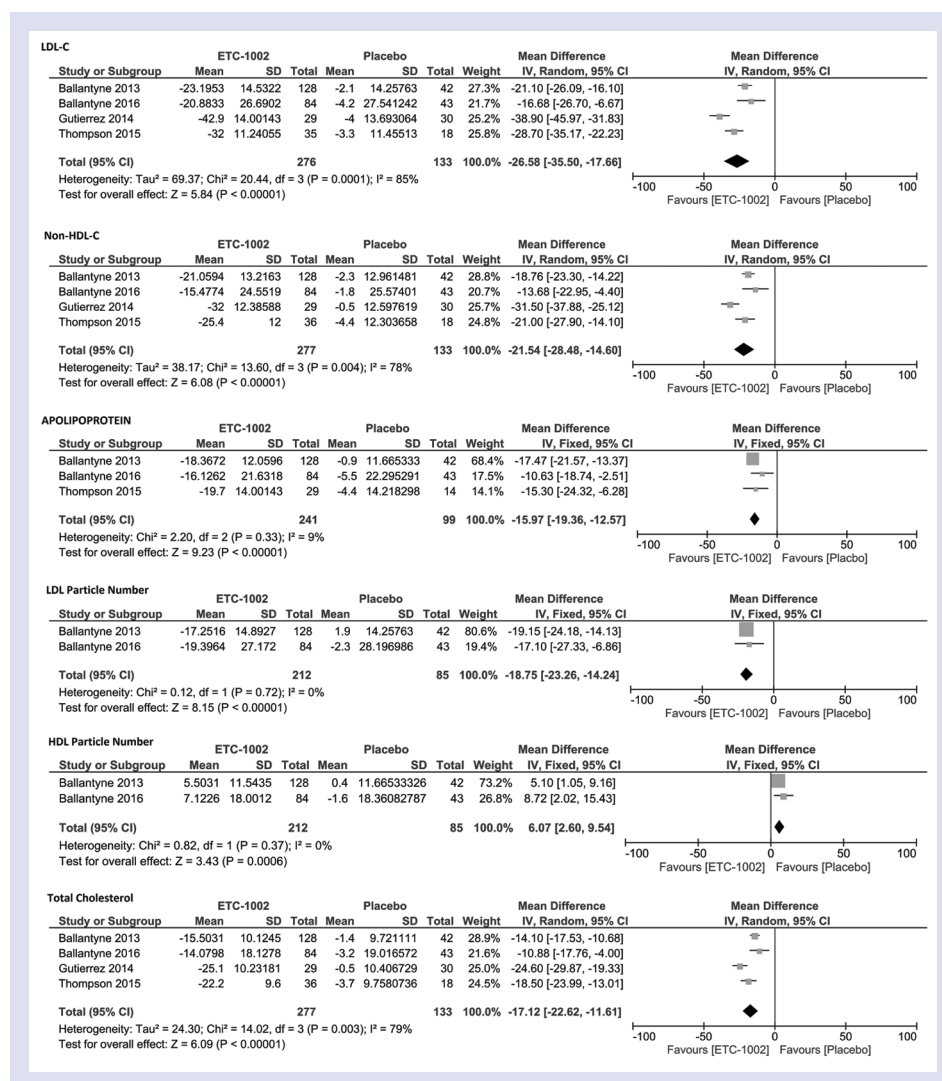 LDL-C
ETC-1002 Placebo Mean Difference Mean Difference
Study or Subgroup Mean SD Total Mean SD Total Weight IV, Random, 95% CI IV, Random, 95% CI
Ballantyne 2013 -23.1953 14.5322 128 -2.1 14.25763 42 27.3% -21.10 [-26.09, -16.10]
Ballantyne 2016 -20.8833 26.6902 84 -4.2 27.541242 43 21.7% -16.68 [-26.70, -6.67]
Gutierrez 2014 -42.9 14.00143 29 -4 13.693064 30 25.2% -38.90 [-45.97, -31.83]
Thompson 2015 -32 11.24055 35 -3.3 11.45513 18 25.8% -28.70 [-35.17, -22.23]
Total (95% CI) 276 133 100.0% -26.58 [-35.50, -17.66]
Heterogeneity: Tau² = 69.37; Chi² = 20.44, df = 3 (P = 0.0001); I² = 85%
Test for overall effect: Z = 5.84 (P < 0.00001)
-100 -50 0 50 100
Favours [ETC-1002] Favours [Placebo]
Non-HDL-C
ETC-1002 Placebo Mean Difference Mean Difference
Study or Subgroup Mean SD Total Mean SD Total Weight IV, Random, 95% CI IV, Random, 95% CI
Ballantyne 2013 -21.0594 13.2163 128 -2.3 12.961481 42 28.8% -18.76 [-23.30, -14.22]
Ballantyne 2016 -15.4774 24.5519 84 -1.8 25.57401 43 20.7% -13.68 [-22.95, -4.40]
Gutierrez 2014 -32 12.38588 29 -0.5 12.597619 30 25.7% -31.50 [-37.88, -25.12]
Thompson 2015 -25.4 12 36 -4.4 12.303658 18 24.8% -21.00 [-27.90, -14.10]
Total (95% CI) 277 133 100.0% -21.54 [-28.48, -14.60]
Heterogeneity: Tau² = 38.17; Chi² = 13.60, df = 3 (P = 0.004); I² = 78%
Test for overall effect: Z = 6.08 (P < 0.00001)
-100 -50 0 50 100
Favours [ETC-1002] Favours [Placebo]
APOLIPOPROTEIN
ETC-1002 Placebo Mean Difference Mean Difference
Study or Subgroup Mean SD Total Mean SD Total Weight IV, Fixed, 95% CI IV, Fixed, 95% CI
Ballantyne 2013 -18.3672 12.0596 128 -0.9 11.665333 42 68.4% -17.47 [-21.57, -13.37]
Ballantyne 2016 -16.1262 21.6318 84 -5.5 22.295291 43 17.5% -10.63 [-18.74, -2.51]
Thompson 2015 -19.7 14.00143 29 -4.4 14.218298 14 14.1% -15.30 [-24.32, -6.28]
Total (95% CI) 241 99 100.0% -15.97 [-19.36, -12.57]
Heterogeneity: Chi² = 2.20, df = 2 (P = 0.33); I² = 9%
Test for overall effect: Z = 9.23 (P < 0.00001)
-100 -50 0 50 100
Favours [ETC-1002] Favours [Placbo]
LDL Particle Number
ETC-1002 Placebo Mean Difference Mean Difference
Study or Subgroup Mean SD Total Mean SD Total Weight IV, Fixed, 95% CI IV, Fixed, 95% CI
Ballantyne 2013 -17.2516 14.8927 128 1.9 14.25763 42 80.6% -19.15 [-24.18, -14.13]
Ballantyne 2016 -19.3964 27.172 84 -2.3 28.196986 43 19.4% -17.10 [-27.33, -6.86]
Total (95% CI) 212 85 100.0% -18.75 [-23.26, -14.24]
Heterogeneity: Chi² = 0.12, df = 1 (P = 0.72); I² = 0%
Test for overall effect: Z = 8.15 (P < 0.00001)
-100 -50 0 50 100
Favours [ETC-1002] Favours [Placebo]
HDL Particle Number
ETC-1002 Placebo Mean Difference Mean Difference
Study or Subgroup Mean SD Total Mean SD Total Weight IV, Fixed, 95% CI IV, Fixed, 95% CI
Ballantyne 2013 5.5031 11.5435 128 0.4 11.66533326 42 73.2% 5.10 [1.05, 9.16]
Ballantyne 2016 7.1226 18.0012 84 -1.6 18.36082787 43 26.8% 8.72 [2.02, 15.43]
Total (95% CI) 212 85 100.0% 6.07 [2.60, 9.54]
Heterogeneity: Chi² = 0.82, df = 1 (P = 0.37); I² = 0%
Test for overall effect: Z = 3.43 (P = 0.0006)
-100 -50 0 50 100
Favours [ETC-1002] Favours [Placebo]
Total Cholesterol
ETC-1002 Placebo Mean Difference Mean Difference
Study or Subgroup Mean SD Total Mean SD Total Weight IV, Random, 95% CI IV, Random, 95% CI
Ballantyne 2013 -15.5031 10.1245 128 -1.4 9.721111 42 28.9% -14.10 [-17.53, -10.68]
Ballantyne 2016 -14.0798 18.1278 84 -3.2 19.016572 43 21.6% -10.88 [-17.76, -4.00]
Gutierrez 2014 -25.1 10.23181 29 -0.5 10.406729 30 25.0% -24.60 [-29.87, -19.33]
Thompson 2015 -22.2 9.6 36 -3.7 9.7580736 18 24.5% -18.50 [-23.99, -13.01]
Total (95% CI) 277 133 100.0% -17.12 [-22.62, -11.61]
Heterogeneity: Tau² = 24.30; Chi² = 14.02, df = 3 (P = 0.003); I² = 79%
Test for overall effect: Z = 6.09 (P < 0.00001)
-100 -50 0 50 100
Favours [ETC-1002] Favours [Placebo]